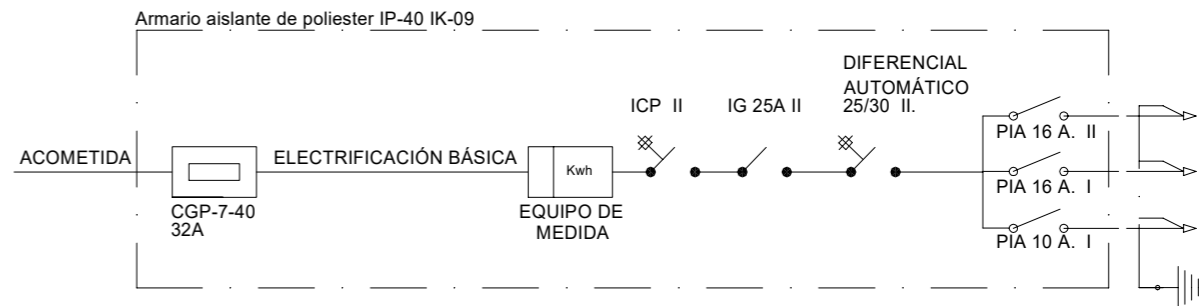 Armario aislante de poliester IP-40 IK-09
DIFERENCIAL
AUTOMÁTICO
25/30 II.
ICP II
IG 25A II
PIA 16 A. II
ACOMETIDA
ELECTRIFICACIÓN BÁSICA
Kwh
PIA 16 A. I
CGP-7-40
32A
EQUIPO DE
MEDIDA
PIA 10 A. I